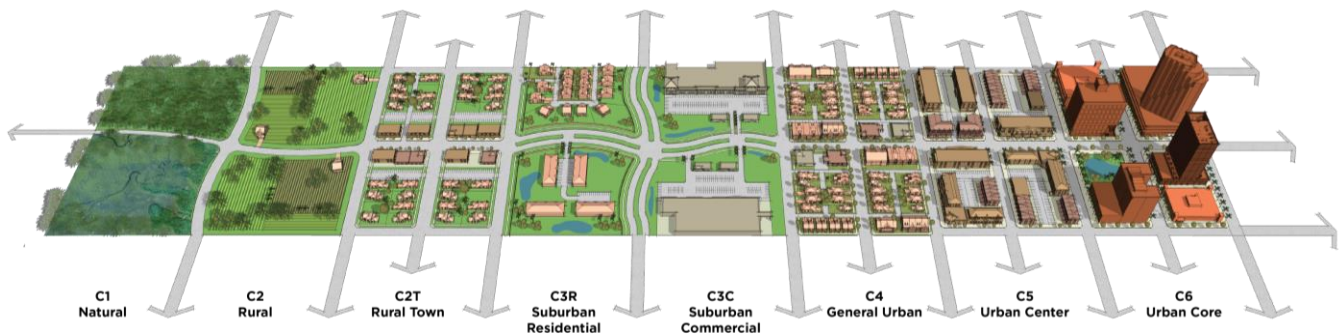 C1
Natural
C2
Rural
C2T
Rural Town
C3R
Suburban
Residential
C3C
Suburban
Commercial
C4
General Urban
C5
Urban Center
C6
Urban Core